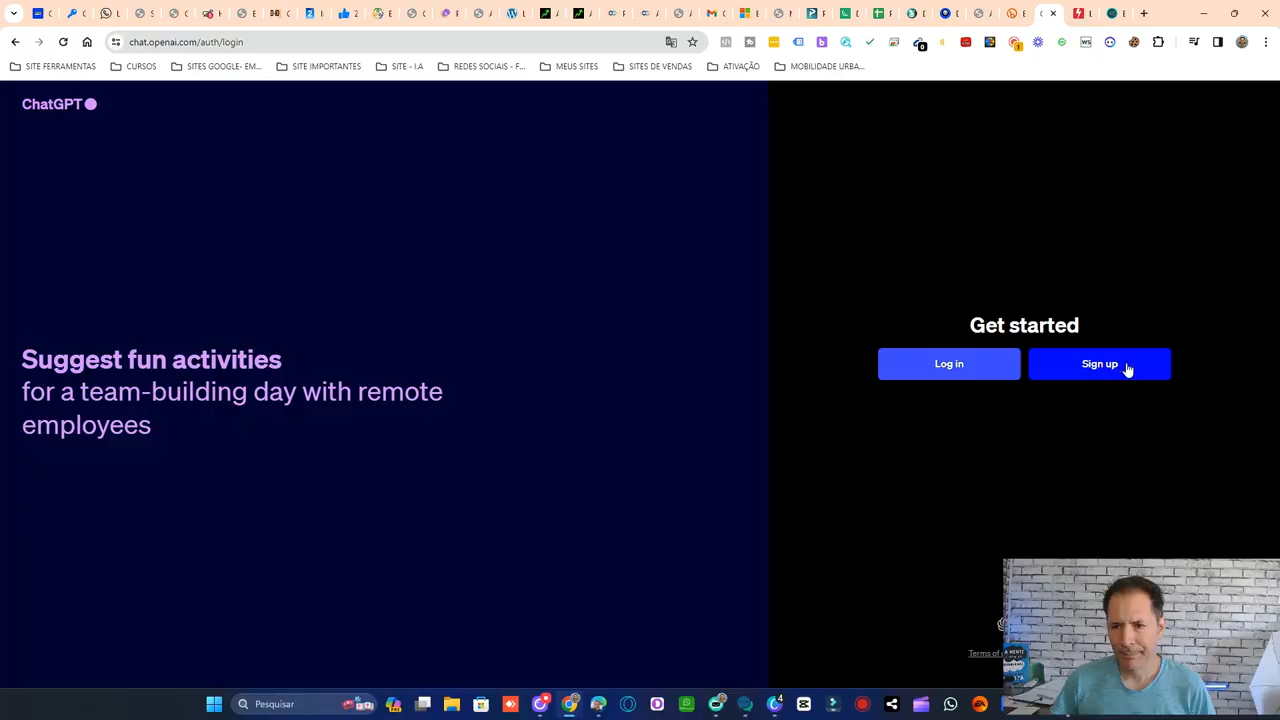 chat.openai.com/auth/login
SITE FERRAMENTAS
CURSOS
SITES GOOGLE- EM...
SITE IMPORTANTES
SITE - I.A
REDES SOCIAIS - F...
MEUS SITES
SITES DE VENDAS
ATIVAÇÃO
MOBILIDADE URBA...
ChatGPT
Suggest fun activities
for a team-building day with remote
employees
Get started
Log in
Sign up
Terms of
Pesquisar